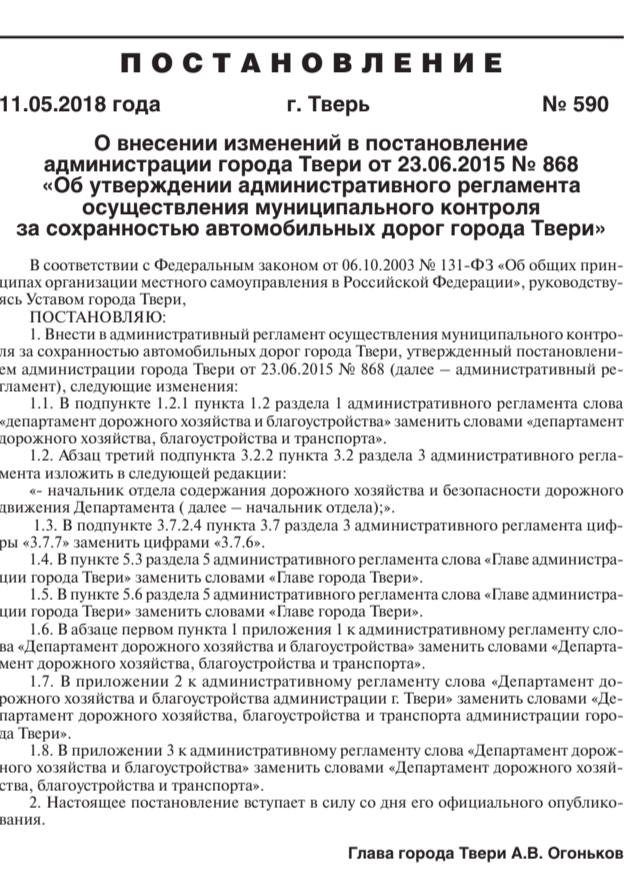 ПОСТАНОВЛЕНИЕ
11.05.2018 года г. Тверь № 590
О внесении изменений в постановление
администрации города Твери от 23.06.2015 № 868
«Об утверждении административного регламента
осуществления муниципального контроля
за сохранностью автомобильных дорог города Твери»
В соответствии с Федеральным законом от 06.10.2003 № 131-ФЗ «Об общих прин-
ципах организации местного самоуправления в Российской Федерации», руководству-
ясь Уставом города Твери,
ПОСТАНОВЛЯЮ:
1. Внести в административный регламент осуществления муниципального контро-
ля за сохранностью автомобильных дорог города Твери, утвержденный постановлени-
ем администрации города Твери от 23.06.2015 № 868 (далее – административный ре-
гламент), следующие изменения:
1.1. В подпункте 1.2.1 пункта 1.2 раздела 1 административного регламента слова
«департамент дорожного хозяйства и благоустройства» заменить словами «департамент
дорожного хозяйства, благоустройства и транспорта».
1.2. Абзац третий подпункта 3.2.2 пункта 3.2 раздела 3 административного регла-
мента изложить в следующей редакции:
«- начальник отдела содержания дорожного хозяйства и безопасности дорожного
движения Департамента ( далее – начальник отдела);».
1.3. В подпункте 3.7.2.4 пункта 3.7 раздела 3 административного регламента циф-
ры «3.7.7» заменить цифрами «3.7.6».
1.4. В пункте 5.3 раздела 5 административного регламента слова «Главе администра-
ции города Твери» заменить словами «Главе города Твери».
1.5. В пункте 5.6 раздела 5 административного регламента слова «Главе администра-
ции города Твери» заменить словами «Главе города Твери».
1.6. В абзаце первом пункта 1 приложения 1 к административному регламенту сло-
ва «Департамент дорожного хозяйства и благоустройства» заменить словами «Департа-
мент дорожного хозяйства, благоустройства и транспорта».
1.7. В приложении 2 к административному регламенту слова «Департамент до-
рожного хозяйства и благоустройства администрации г. Твери» заменить словами «Де-
партамент дорожного хозяйства, благоустройства и транспорта администрации горо-
да Твери».
1.8. В приложении 3 к административному регламенту слова «Департамент дорож-
ного хозяйства и благоустройства» заменить словами «Департамент дорожного хозяй-
ства, благоустройства и транспорта».
2. Настоящее постановление вступает в силу со дня его официального опублико-
вания.
Глава города Твери А.В. Огоньков